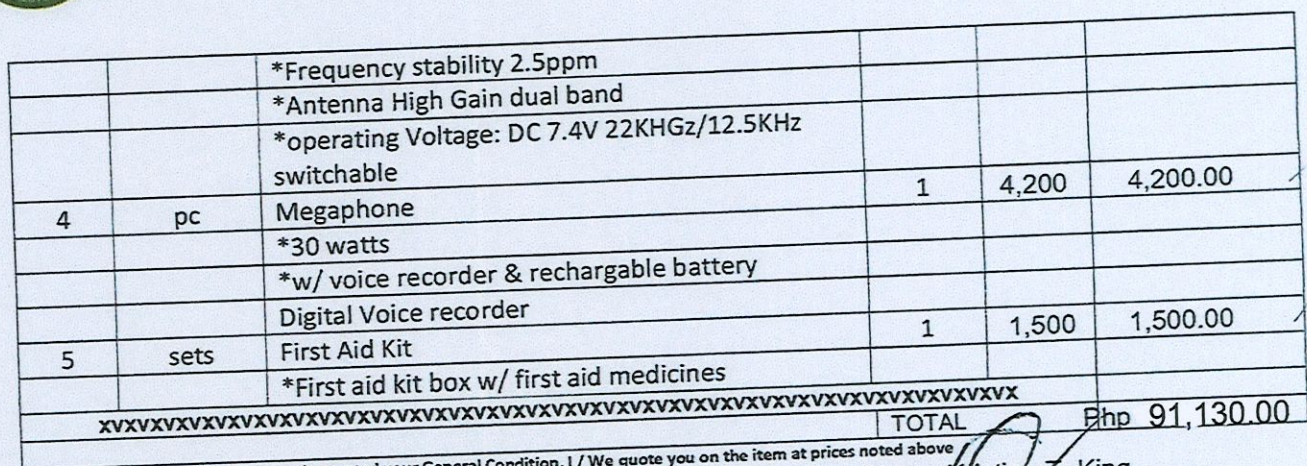 *Frequency stability 2.5ppm
*Antenna High Gain dual band
*operating Voltage: DC 7.4V 22KHGz/12.5KHz
switchable
4 pc Megaphone 1 4,200 4,200.00
*30 watts
*w/ voice recorder & rechargable battery
Digital Voice recorder
5 sets First Aid Kit 1 1,500 1,500.00
*First aid kit box w/ first aid medicines
xvxvxvxvxvxvxvxvxvxvxvxvxvxvxvxvxvxvxvxvxvxvxvxvxvxvxvxvxvxvxvxvxvxvx
TOTAL Php 91,130.00
General Condition, I / We quote you on the item at prices noted above
King